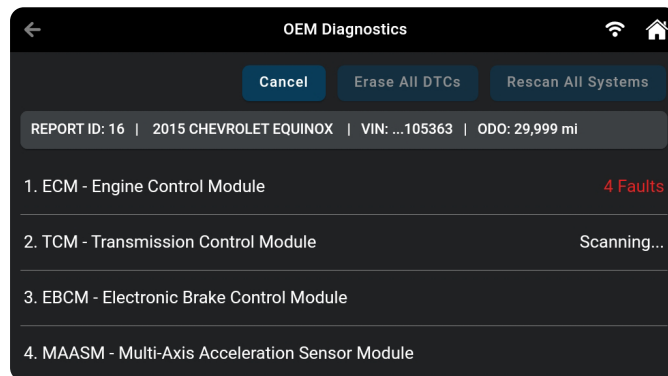 OEM Diagnostics
Cancel Erase All DTCs Rescan All Systems
REPORT ID: 16 | 2015 CHEVROLET EQUINOX | VIN: ...105363 | ODO: 29,999 mi
1. ECM - Engine Control Module 4 Faults
2. TCM - Transmission Control Module Scanning...
3. EBCM - Electronic Brake Control Module
4. MAASM - Multi-Axis Acceleration Sensor Module